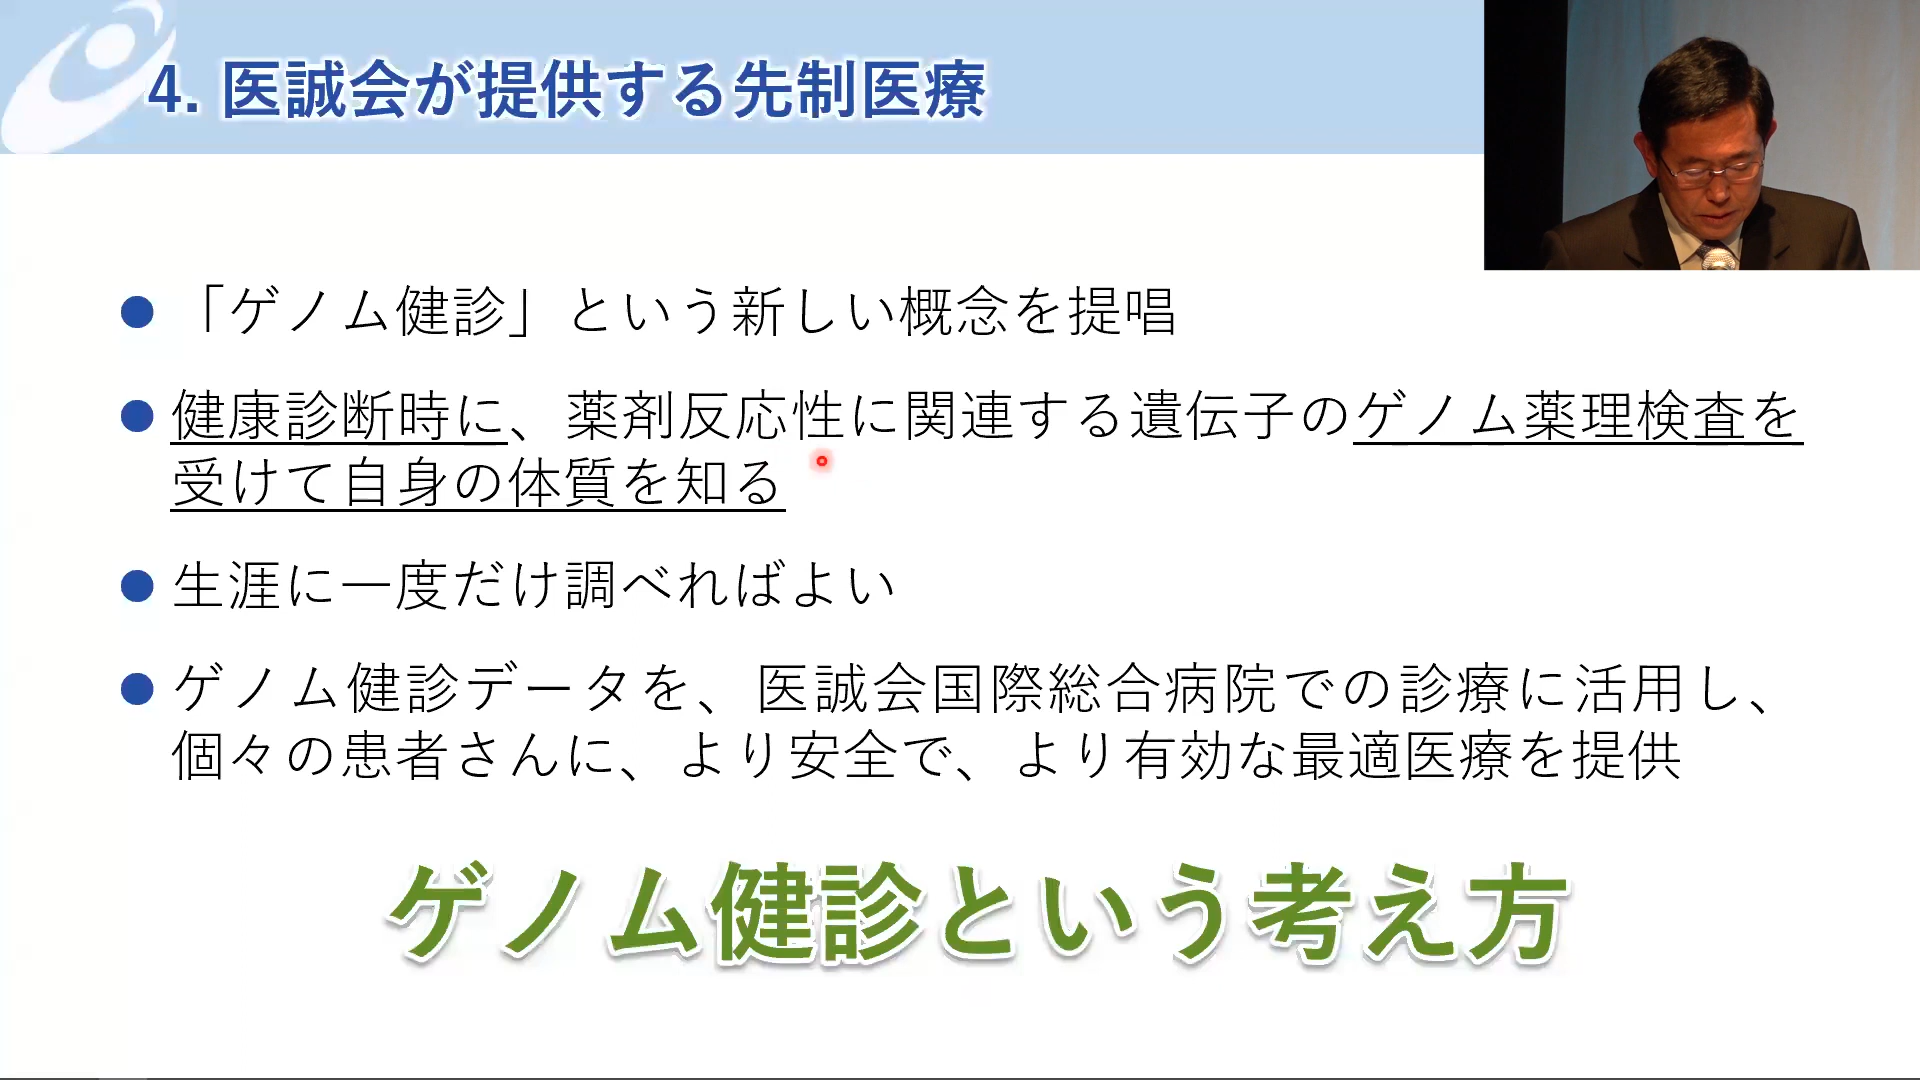 4. 医誠会が提供する先制医療
● 「ゲノム健診」という新しい概念を提唱
● 健康診断時に、薬剤反応性に関連する遺伝子のゲノム薬理検査を
受けて自身の体質を知る
● 生涯に一度だけ調べればよい
● ゲノム健診データを、医誠会国際総合病院での診療に活用し、
個々の患者さんに、より安全で、より有効な最適医療を提供
ゲノム健診という考え方